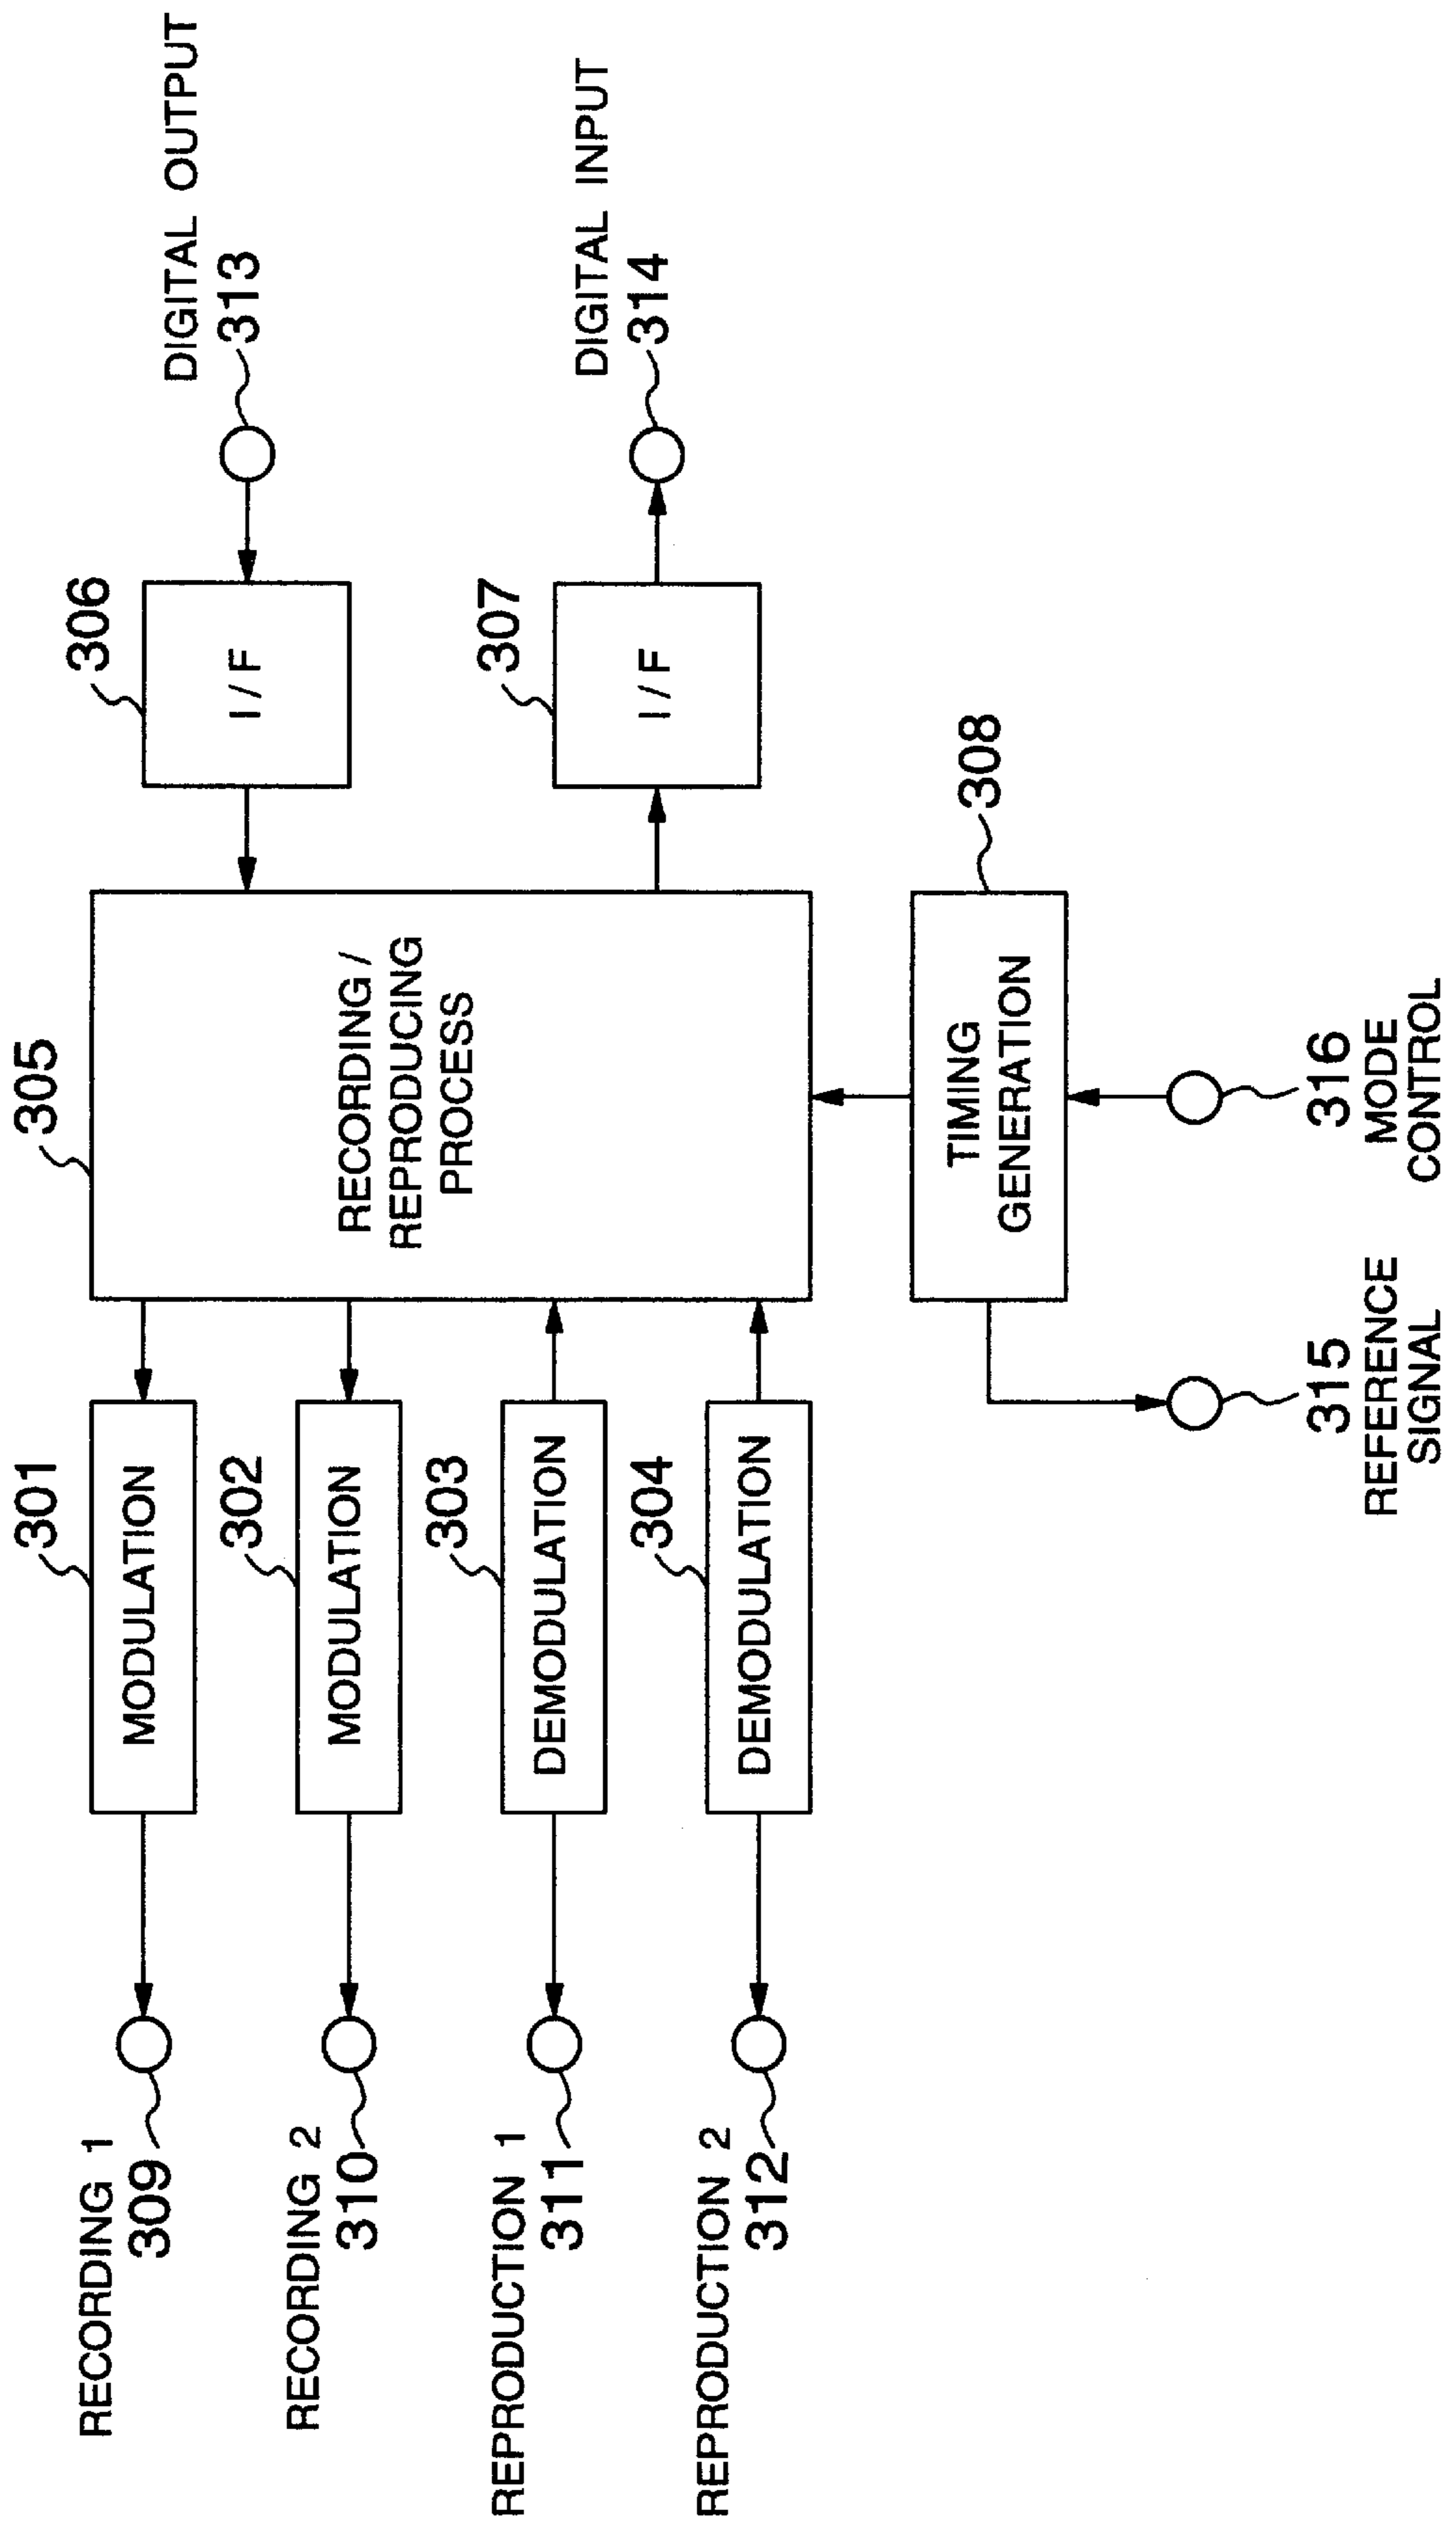 RECORDING 1
309
RECORDING 2
310
REPRODUCTION 1
311
REPRODUCTION 2
312
301
MODULATION
302
MODULATION
303
DEMODULATION
304
DEMODULATION
305
RECORDING /
REPRODUCING
PROCESS
306
I/F
307
I/F
DIGITAL OUTPUT
313
DIGITAL INPUT
314
308
TIMING
GENERATION
315
REFERENCE
SIGNAL
316
MODE
CONTROL